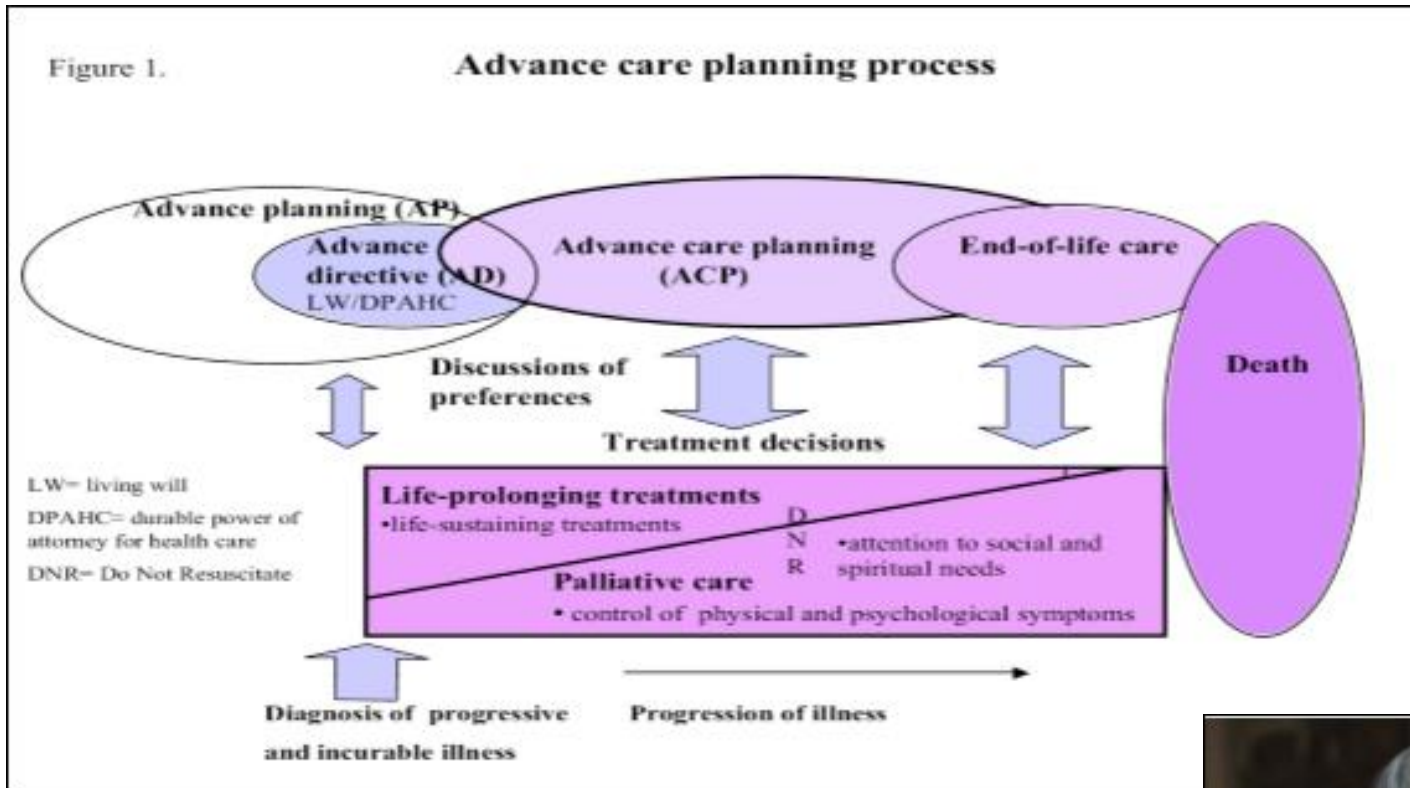 Figure 1.
Advance care planning process
Advance planning (AP)
Advance
directive (AD)
LW/DPAHC
Advance care planning
(ACP)
End-of-life care
Death
Discussions of
preferences
Treatment decisions
LW= living will
DPAHC= durable power of
attorney for health care
DNR= Do Not Resuscitate
Life-prolonging treatments
•life-sustaining treatments
D
N
R
•attention to social and
spiritual needs
Palliative care
• control of physical and psychological symptoms
Diagnosis of progressive
and incurable illness
Progression of illness